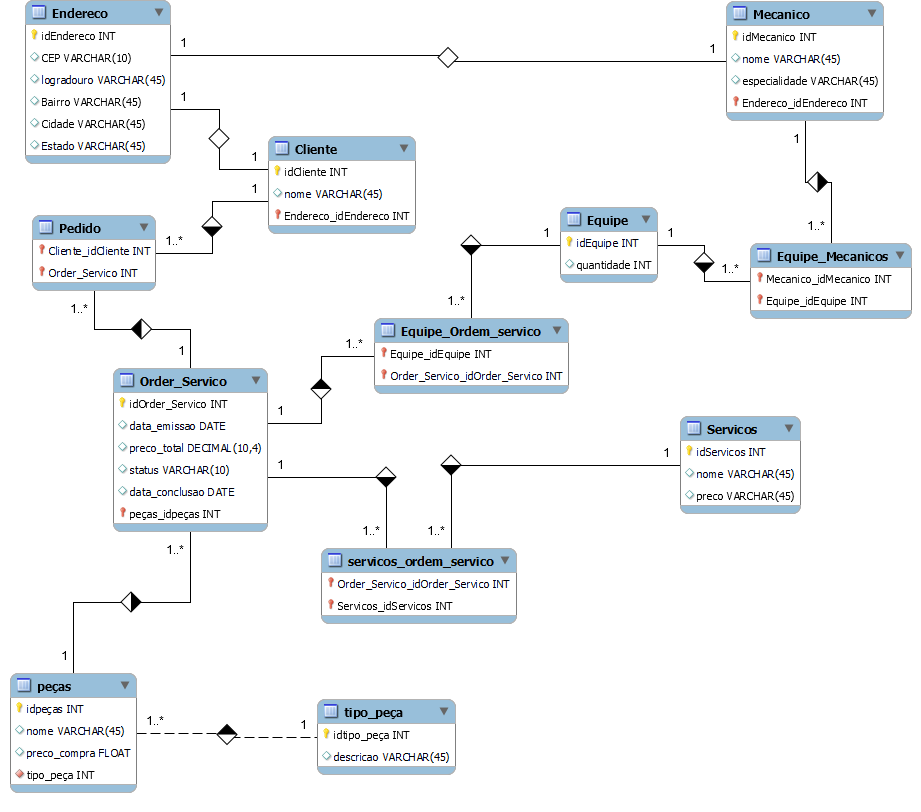 Endereco
idEndereco INT
CEP VARCHAR(10)
logradouro VARCHAR(45)
Bairro VARCHAR(45)
Cidade VARCHAR(45)
Estado VARCHAR(45)
1
1
1
1
Mecanico
idMecanico INT
nome VARCHAR(45)
especialidade VARCHAR(45)
Endereco_idEndereco INT
1
1..*
Cliente
idCliente INT
nome VARCHAR(45)
Endereco_idEndereco INT
1
1..*
Pedido
Cliente_idCliente INT
Order_Servico INT
1..*
1
Equipe
idEquipe INT
quantidade INT
1
1
1..*
1..*
Equipe_Mecanicos
Mecanico_idMecanico INT
Equipe_idEquipe INT
Equipe_Ordem_servico
Equipe_idEquipe INT
Order_Servico_idOrder_Servico INT
1..*
1
Order_Servico
idOrder_Servico INT
data_emissao DATE
preco_total DECIMAL(10,4)
status VARCHAR(10)
data_conclusao DATE
peças_idpeças INT
1
1..*
1..*
1
Servicos
idServicos INT
nome VARCHAR(45)
preco VARCHAR(45)
servicos_ordem_servico
Order_Servico_idOrder_Servico INT
Servicos_idServicos INT
1..*
1
peças
idpeças INT
nome VARCHAR(45)
preco_compra FLOAT
tipo_peça INT
1..*
1
tipo_peça
idtipo_peça INT
descricao VARCHAR(45)